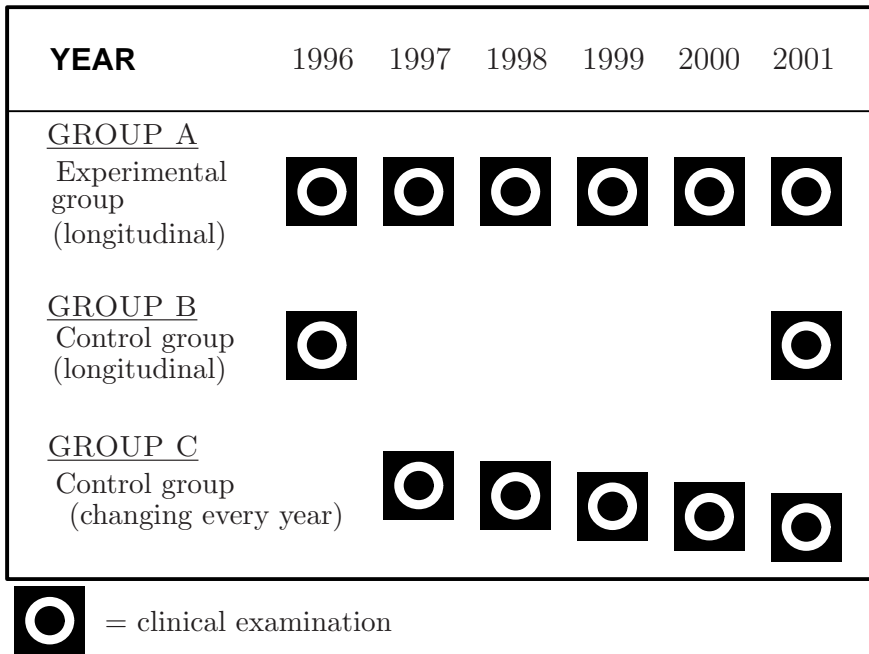 YEAR 1996 1997 1998 1999 2000 2001
GROUP A
Experimental
group
(longitudinal)
GROUP B
Control group
(longitudinal)
GROUP C
Control group
(changing every year)
= clinical examination